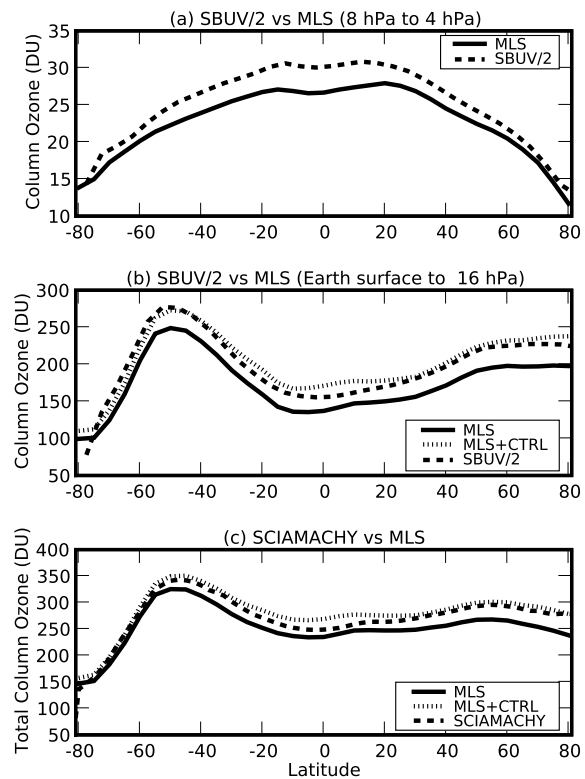 (a) SBUV/2 vs MLS (8 hPa to 4 hPa)
Column Ozone (DU)
35
30
25
20
15
10
MLS
SBUV/2
-80 -60 -40 -20 0 20 40 60 80
(b) SBUV/2 vs MLS (Earth surface to 16 hPa)
Column Ozone (DU)
300
250
200
150
100
50
MLS
MLS+CTRL
SBUV/2
-80 -60 -40 -20 0 20 40 60 80
(c) SCIAMACHY vs MLS
Total Column Ozone (DU)
400
350
300
250
200
150
100
50
MLS
MLS+CTRL
SCIAMACHY
-80 -60 -40 -20 0 20 40 60 80
Latitude